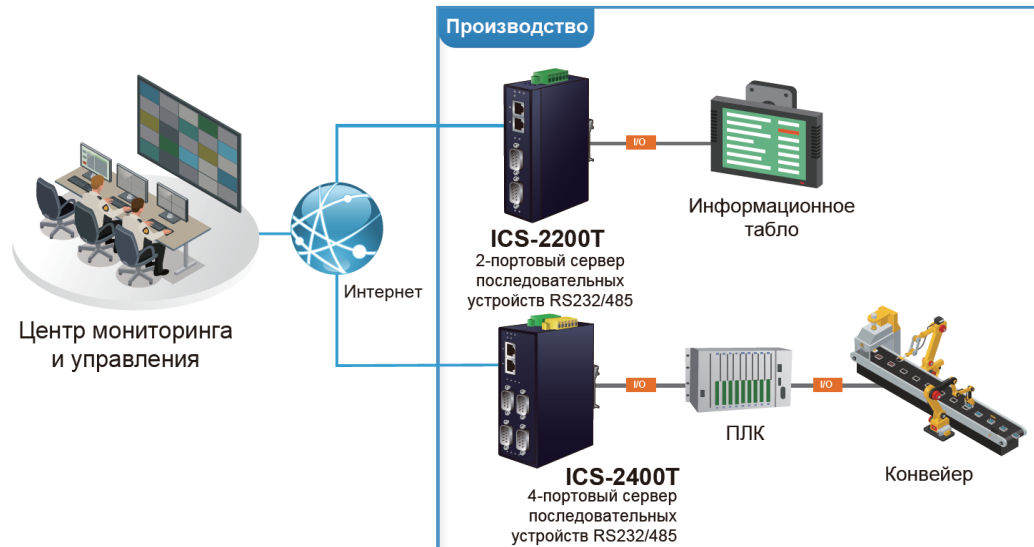 Производство
I/O
Информационное
табло
ICS-2200T
2-портовый сервер
последовательных
устройств RS232/485
Интернет
Центр мониторинга
и управления
I/O
I/O
ПЛК
Конвейер
ICS-2400T
4-портовый сервер
последовательных
устройств RS232/485